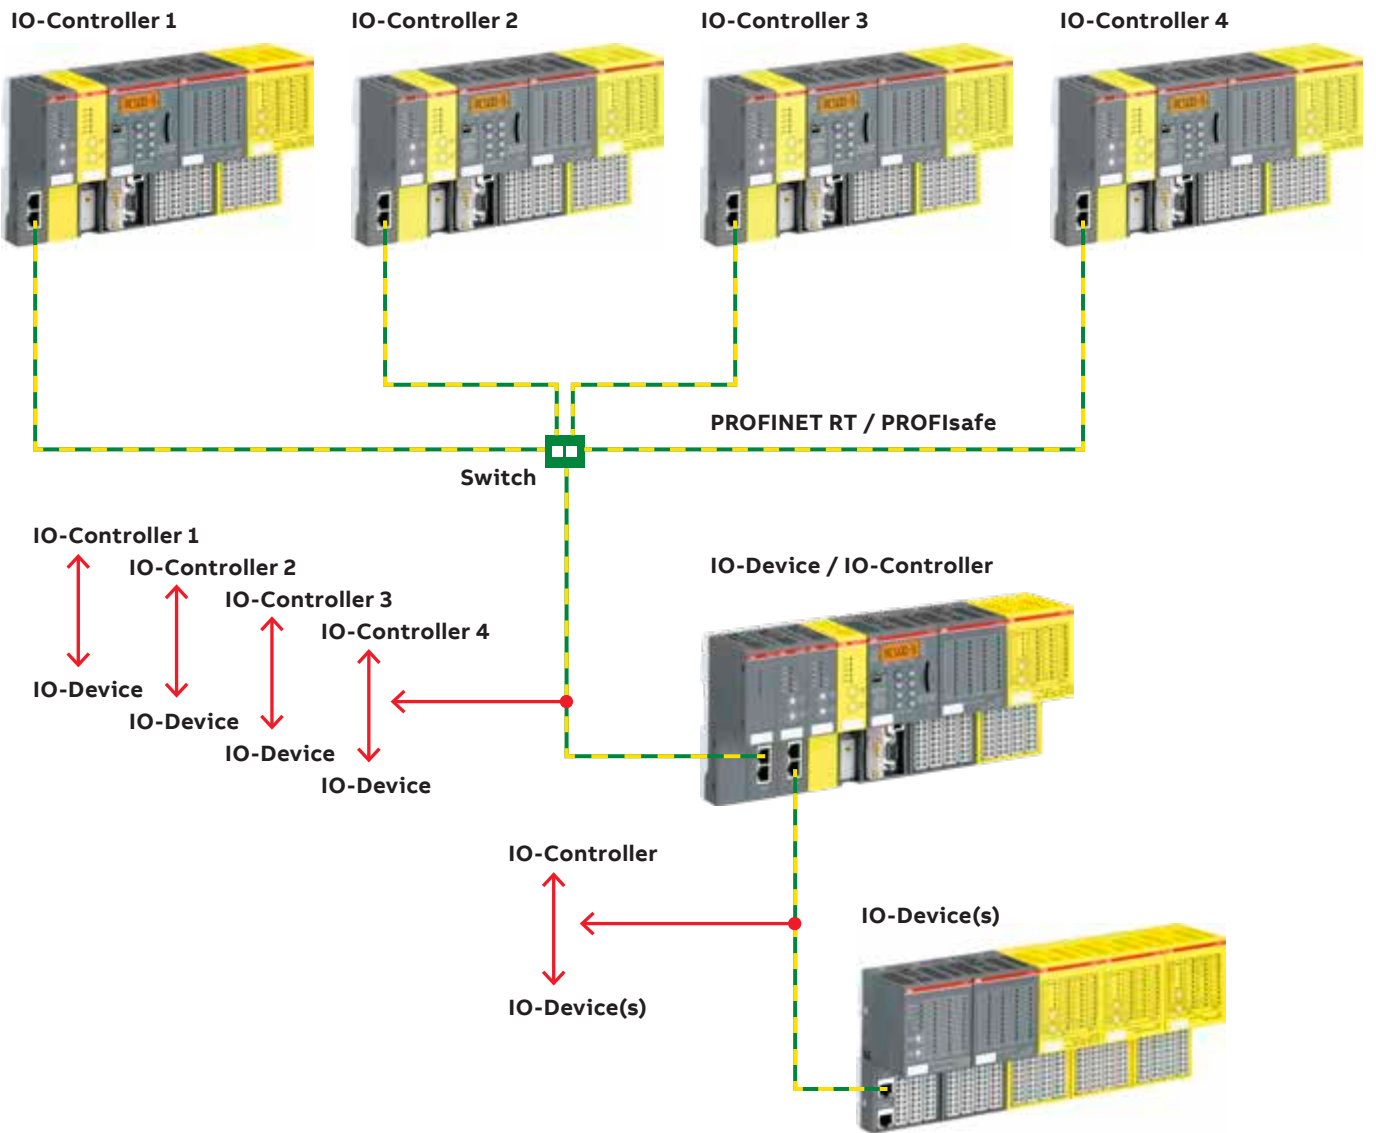 IO-Controller 1
IO-Controller 2
IO-Controller 3
IO-Controller 4
PROFINET RT / PROFIsafe
Switch
IO-Controller 1
IO-Controller 2
IO-Controller 3
IO-Controller 4
IO-Device
IO-Device
IO-Device
IO-Device
IO-Device / IO-Controller
IO-Controller
IO-Device(s)
IO-Device(s)